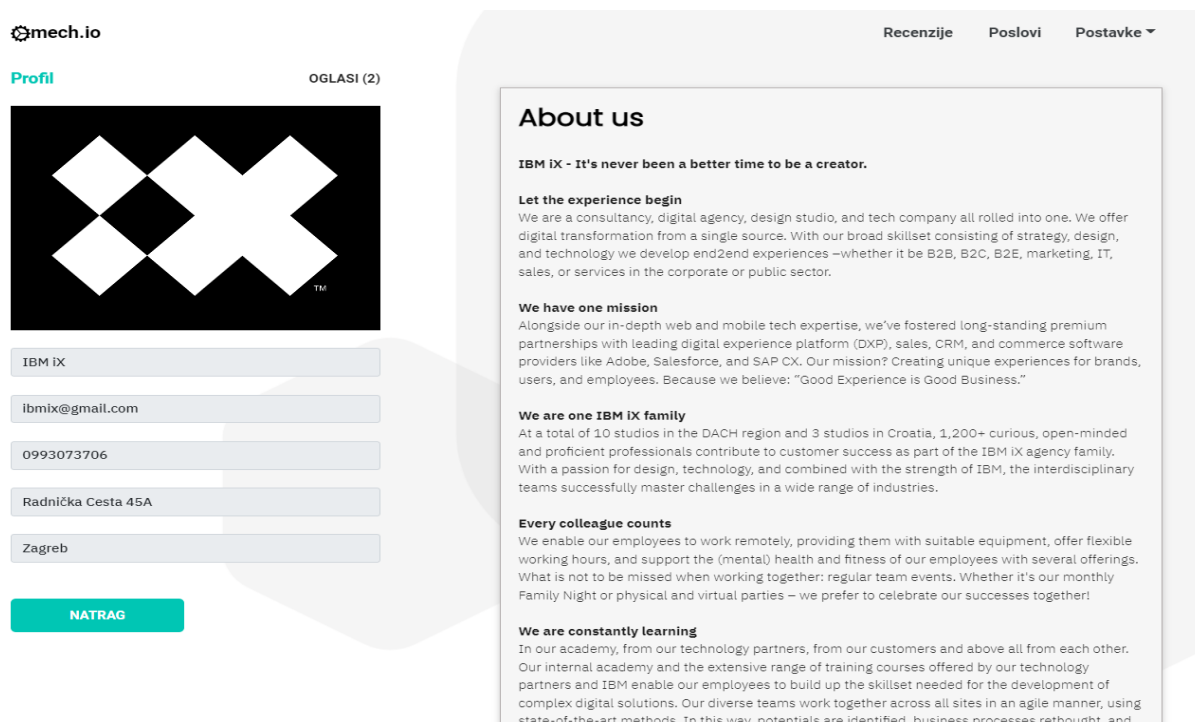 mech.io
Recenzije Poslovi Postavke
Profil OGLASI (2)
TM
IBM iX
ibmix@gmail.com
0993073706
Radnička Cesta 45A
Zagreb
NATRAG
About us
IBM iX - It's never been a better time to be a creator.
Let the experience begin
We are a consultancy, digital agency, design studio, and tech company all rolled into one. We offer
digital transformation from a single source. With our broad skillset consisting of strategy, design,
and technology we develop end2end experiences –whether it be B2B, B2C, B2E, marketing, IT,
sales, or services in the corporate or public sector.
We have one mission
Alongside our in-depth web and mobile tech expertise, we've fostered long-standing premium
partnerships with leading digital experience platform (DXP), sales, CRM, and commerce software
providers like Adobe, Salesforce, and SAP CX. Our mission? Creating unique experiences for brands,
users, and employees. Because we believe: "Good Experience is Good Business."
We are one IBM iX family
At a total of 10 studios in the DACH region and 3 studios in Croatia, 1,200+ curious, open-minded
and proficient professionals contribute to customer success as part of the IBM iX agency family.
With a passion for design, technology, and combined with the strength of IBM, the interdisciplinary
teams successfully master challenges in a wide range of industries.
Every colleague counts
We enable our employees to work remotely, providing them with suitable equipment, offer flexible
working hours, and support the (mental) health and fitness of our employees with several offerings.
What is not to be missed when working together: regular team events. Whether it's our monthly
Family Night or physical and virtual parties – we prefer to celebrate our successes together!
We are constantly learning
In our academy, from our technology partners, from our customers and above all from each other.
Our internal academy and the extensive range of training courses offered by our technology
partners and IBM enable our employees to build up the skillset needed for the development of
complex digital solutions. Our diverse teams work together across all sites in an agile manner, using
state-of-the-art methods. In this way, potentials are identified, business processes rethought, and